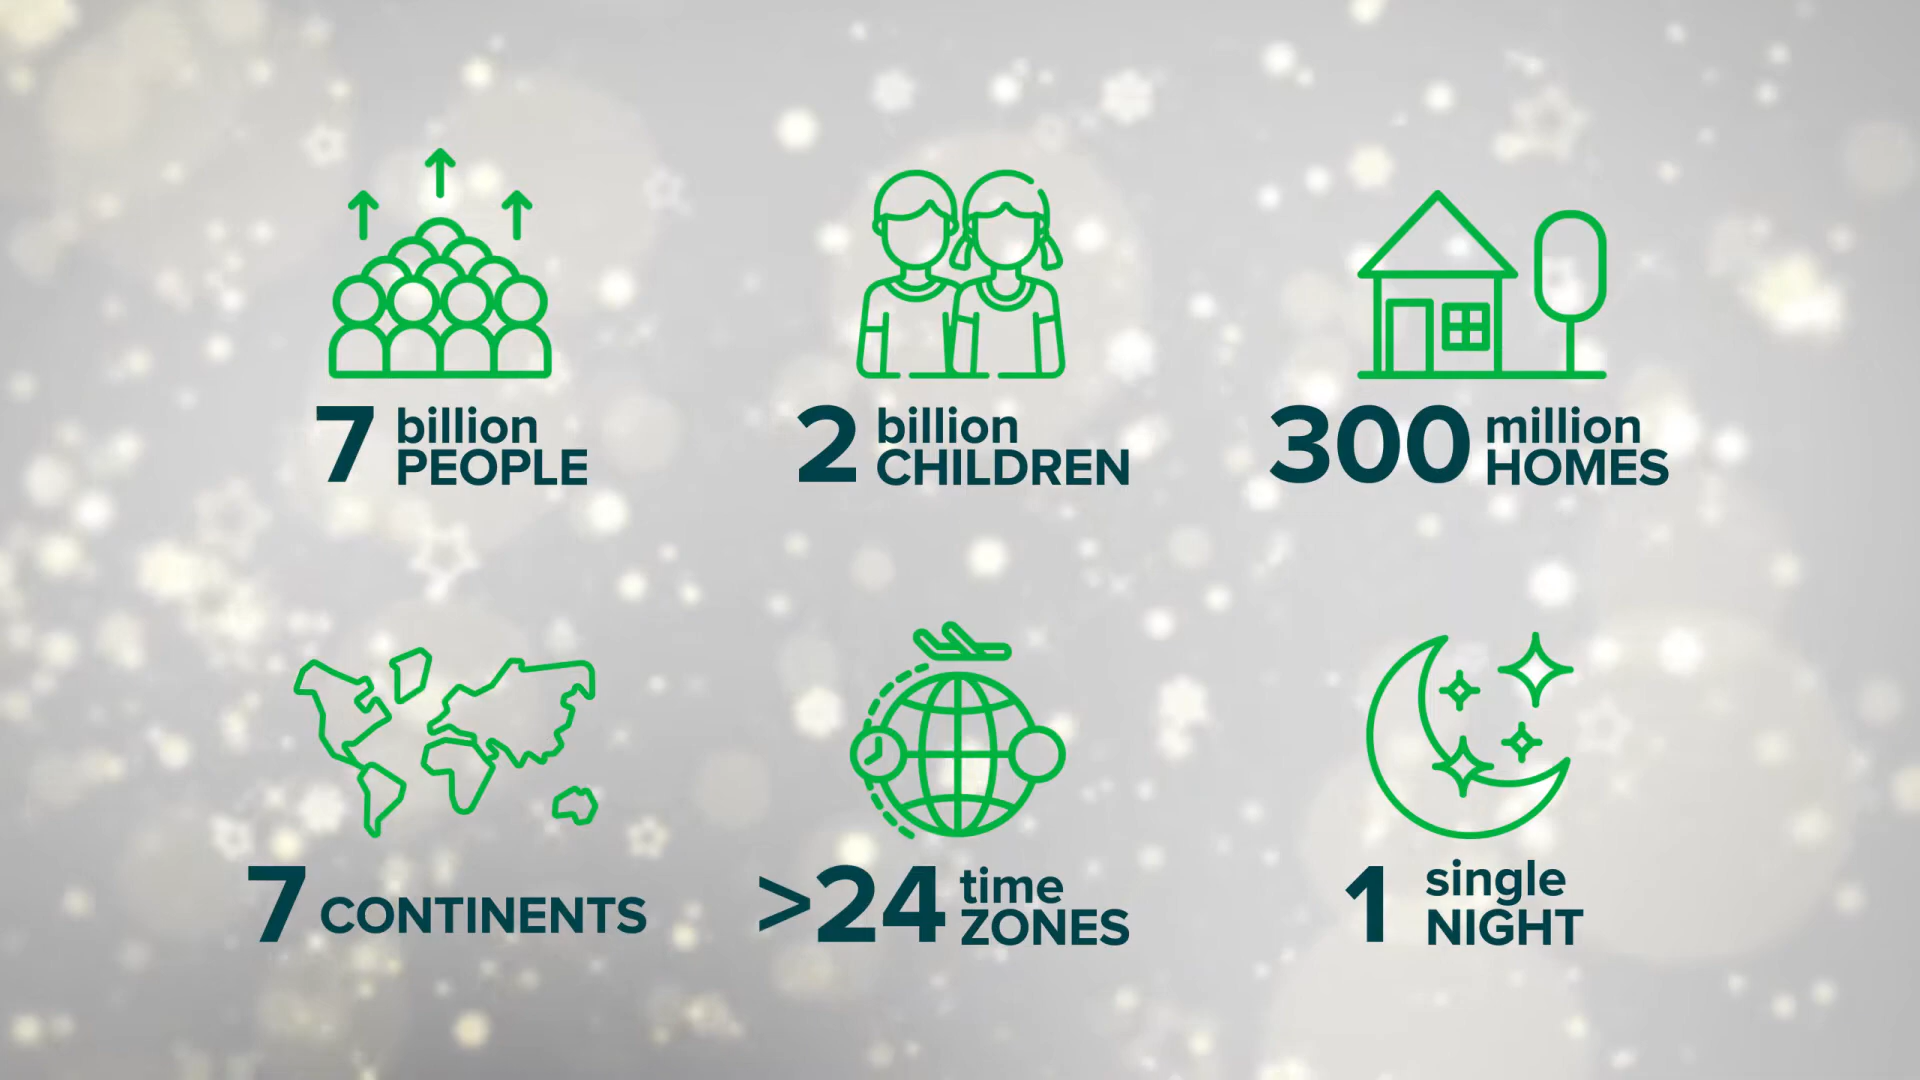 7 billion
PEOPLE
2 billion
CHILDREN
300 million
HOMES
7 CONTINENTS
>24 time
ZONES
1 single
NIGHT